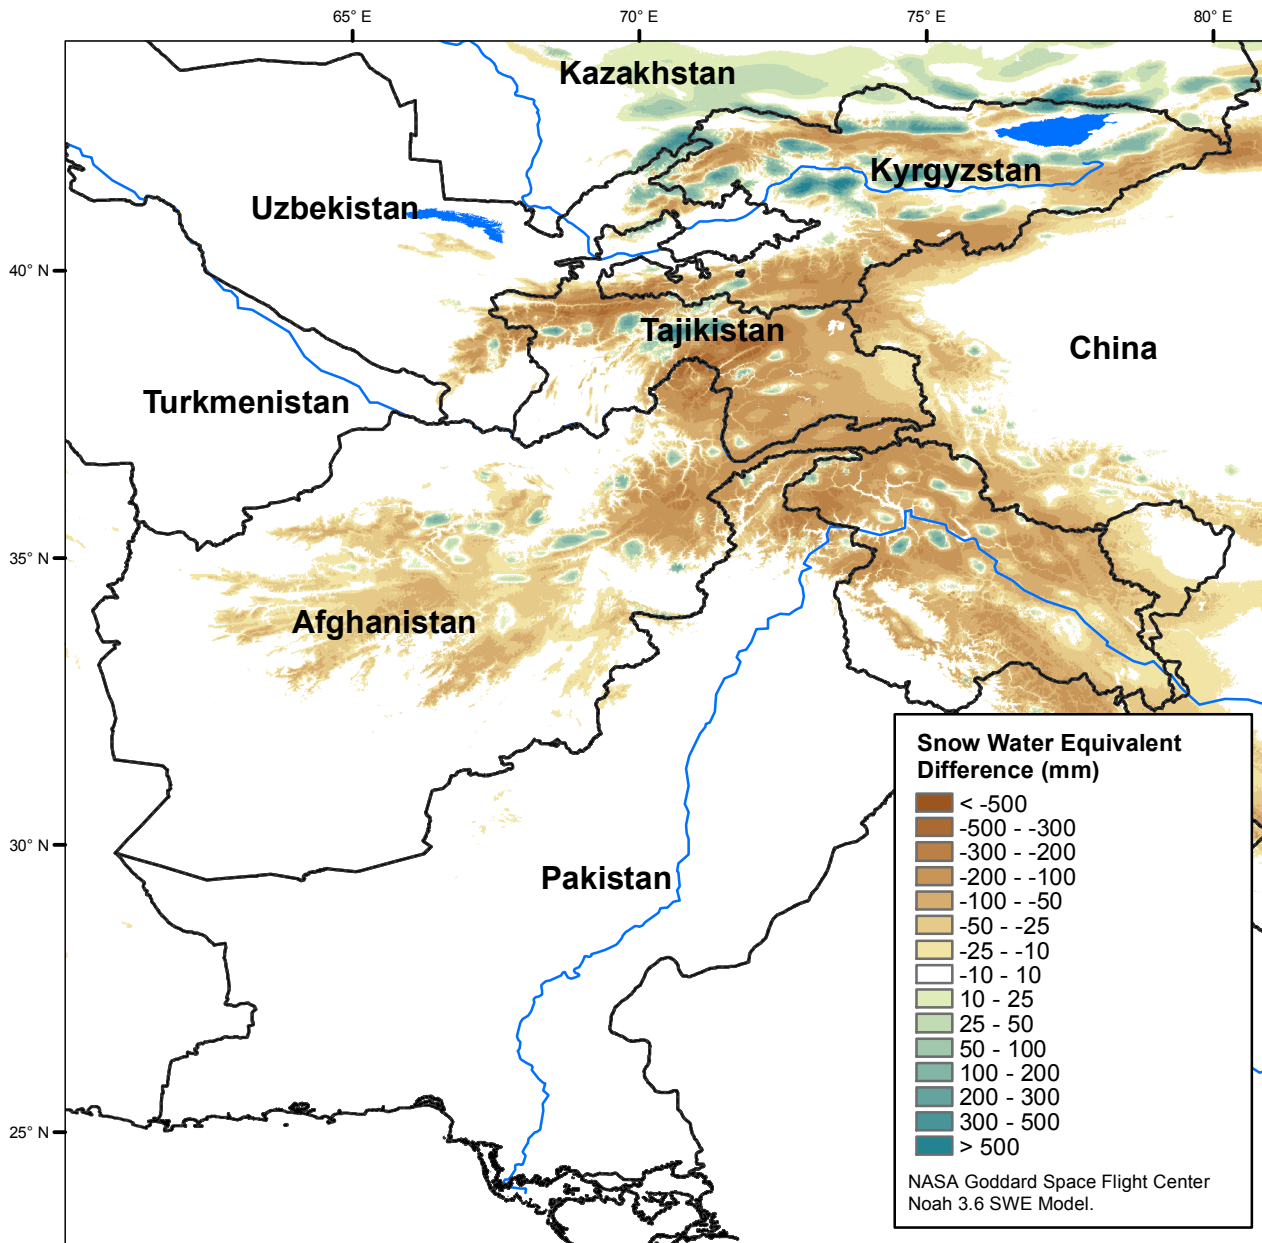 65° E
70° E
75° E
80° E
Kazakhstan
Kyrgyzstan
Uzbekistan
40° N
Tajikistan
China
Turkmenistan
35° N
Afghanistan
Snow Water Equivalent
Difference (mm)
< -500
-500 - -300
-300 - -200
-200 - -100
-100 - -50
-50 - -25
-25 - -10
-10 - 10
10 - 25
25 - 50
50 - 100
100 - 200
200 - 300
300 - 500
> 500
30° N
Pakistan
25° N
NASA Goddard Space Flight Center
Noah 3.6 SWE Model.